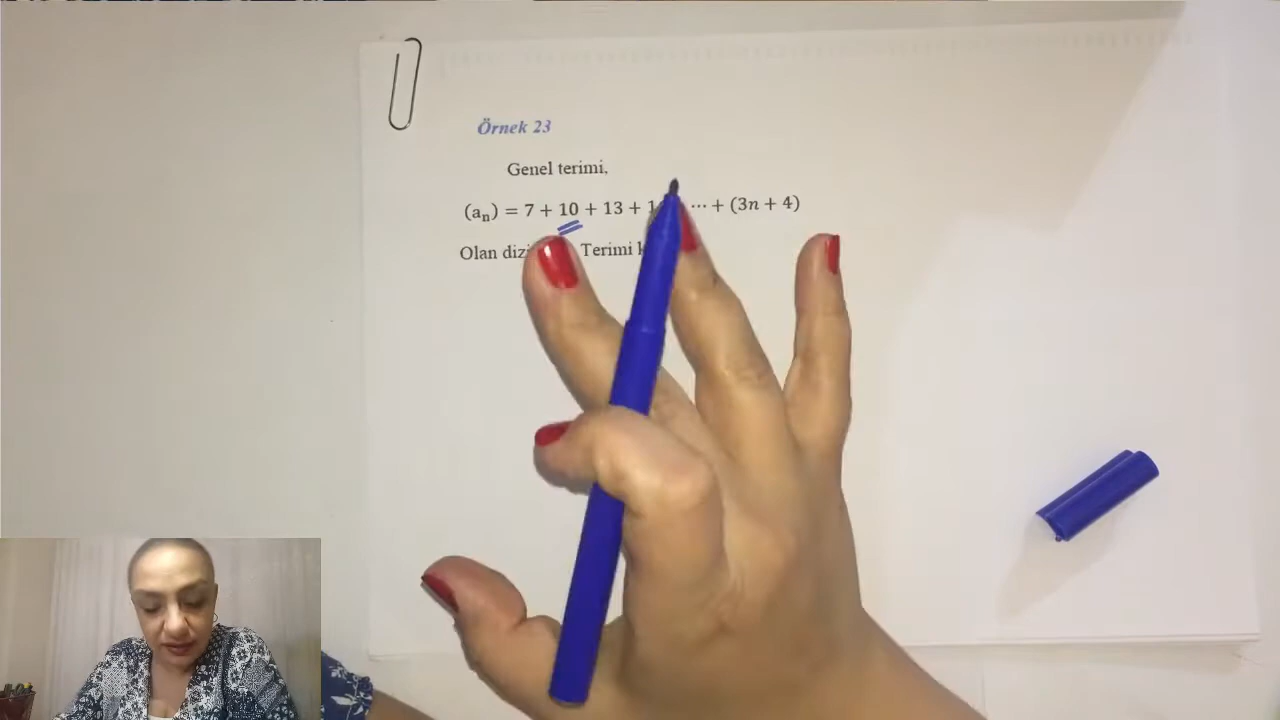 Örnek 23
Genel terimi,
(aₙ) = 7 + 10 + 13 + ⋯ + (3n + 4)
Olan Terimi